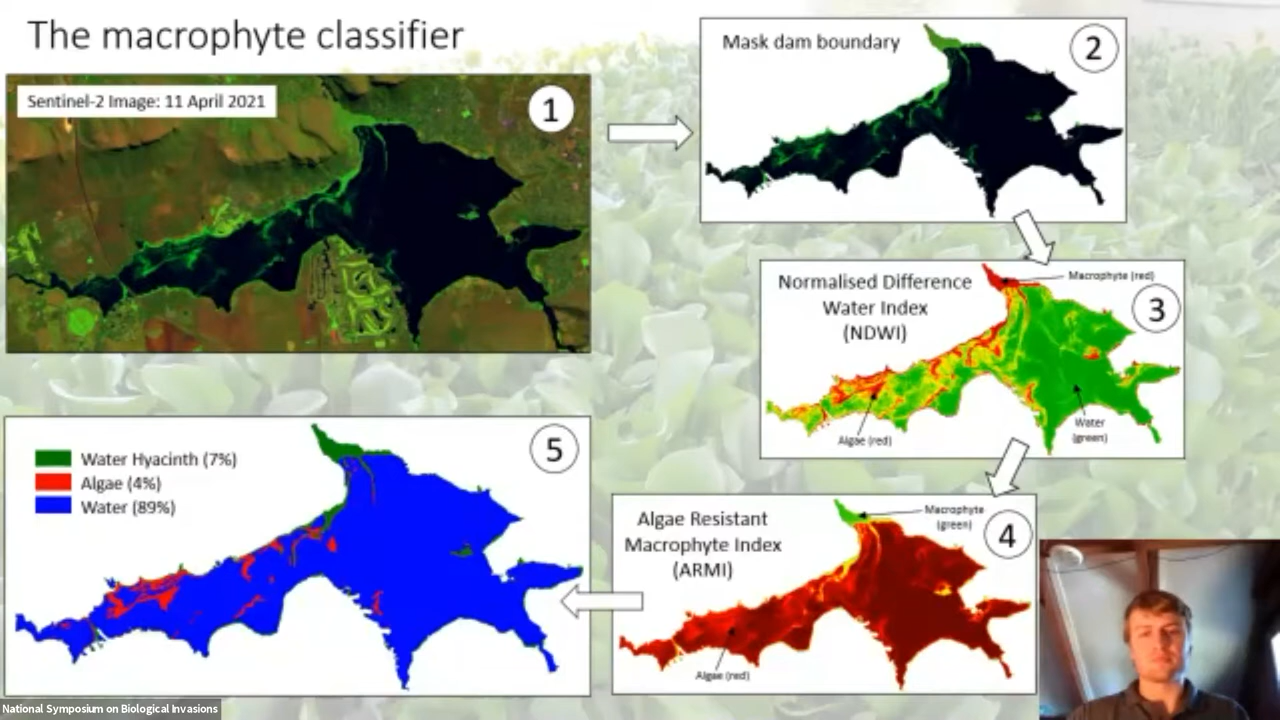 The macrophyte classifier
Sentinel-2 Image: 11 April 2021
1
Mask dam boundary
2
Normalised Difference
Water Index
(NDWI)
Macrophyte (red)
3
Algae (red)
Water
(green)
Algae Resistant
Macrophyte Index
(ARMI)
Macrophyte
(green)
4
Algae (red)
5
Water Hyacinth (7%)
Algae (4%)
Water (89%)
National Symposium on Biological Invasions